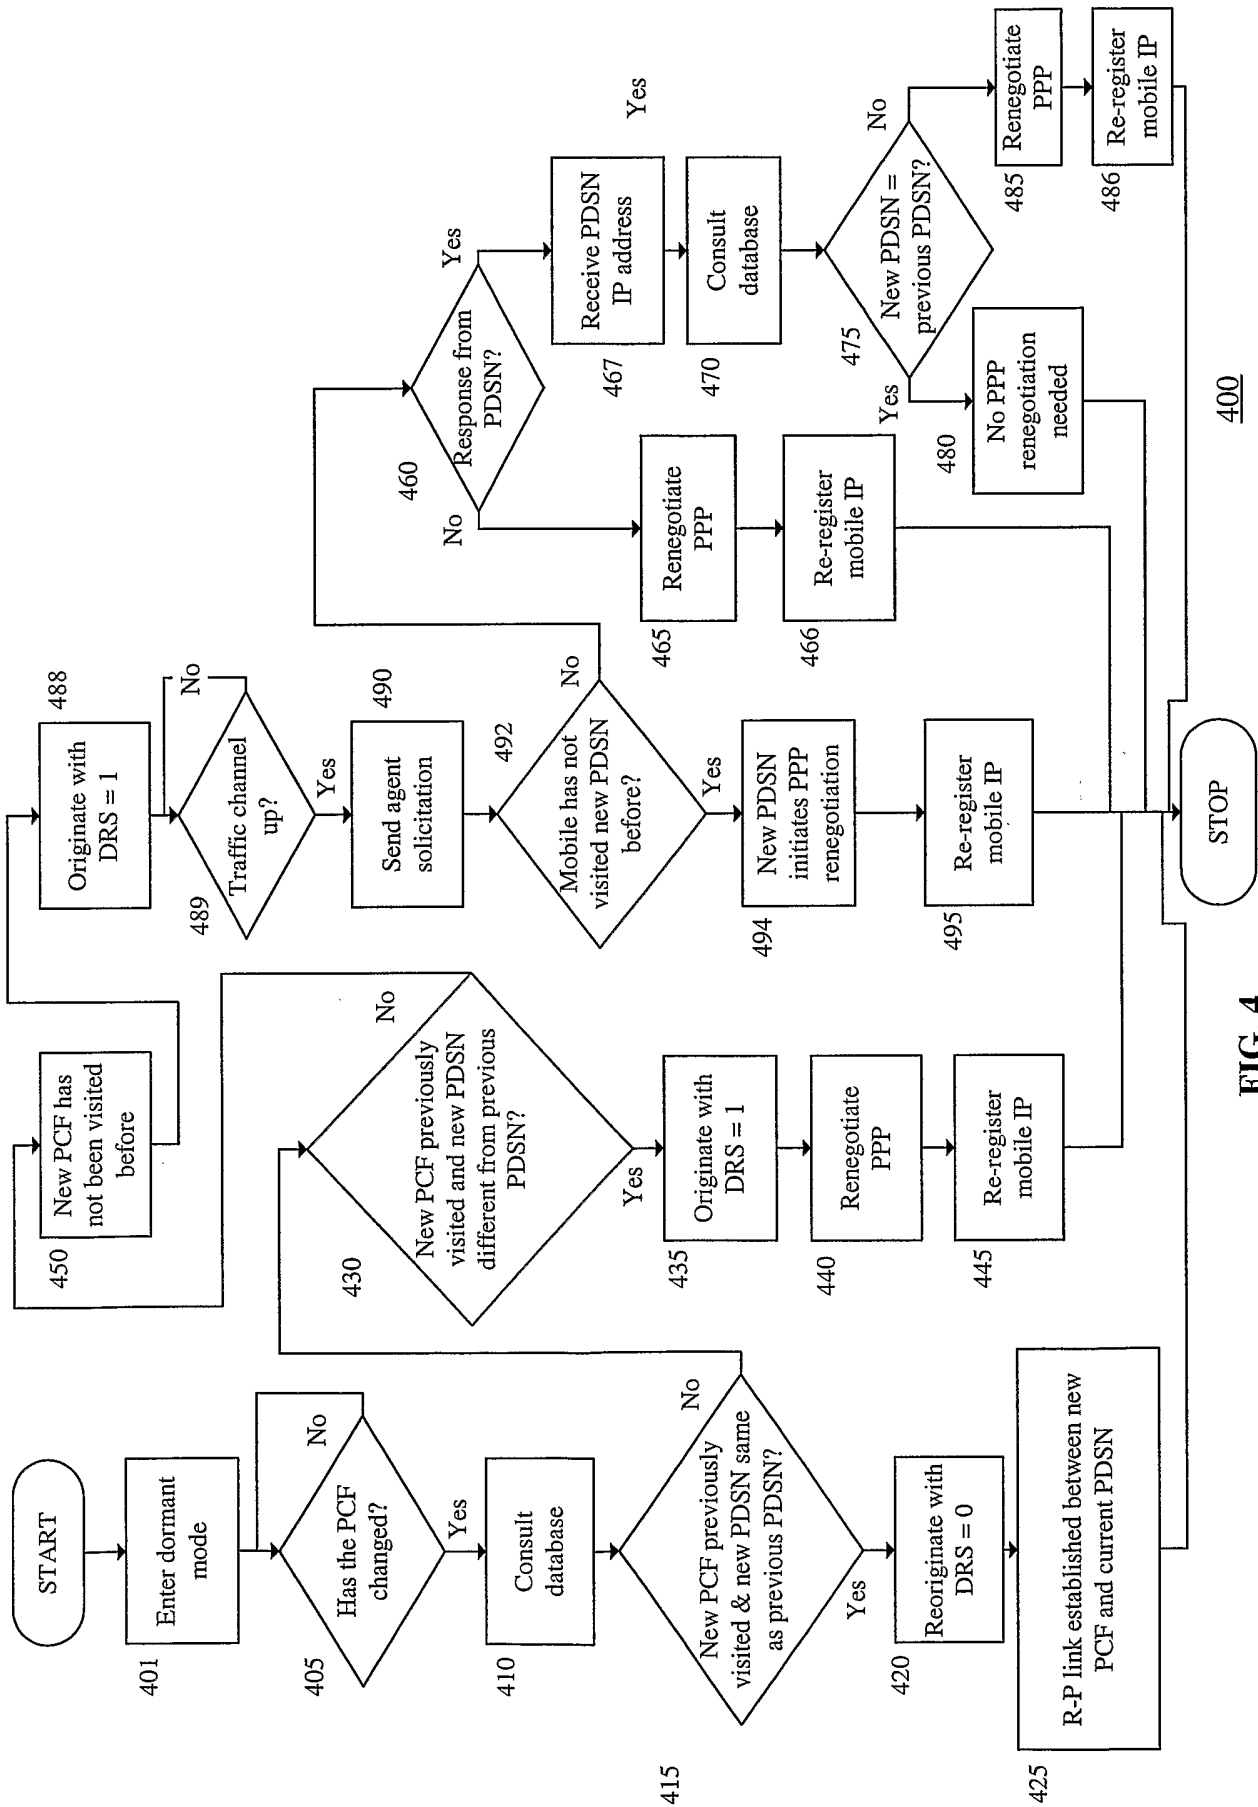 START
401
Enter dormant
mode
405
Has the PCF
changed?
No
Yes
410
Consult
database
415
New PCF previously
visited & new PDSN same
as previous PDSN?
No
Yes
420
Reoriginate with
DRS = 0
425
R-P link established between new
PCF and current PDSN
450
New PCF has
not been visited
before
430
New PCF previously
visited and new PDSN
different from previous
PDSN?
No
Yes
435
Originate with
DRS = 1
440
Renegotiate
PPP
445
Re-register
mobile IP
488
Originate with
DRS = 1
489
Traffic channel
up?
No
Yes
490
Send agent
solicitation
492
Mobile has not
visited new PDSN
before?
No
Yes
494
New PDSN
initiates PPP
renegotiation
495
Re-register
mobile IP
STOP
460
Response from
PDSN?
No
Yes
465
Renegotiate
PPP
466
Re-register
mobile IP
467
Receive PDSN
IP address
Yes
470
Consult
database
475
New PDSN =
previous PDSN?
Yes
No
480
No PPP
renegotiation
needed
485
Renegotiate
PPP
486
Re-register
mobile IP
400
FIG. 4